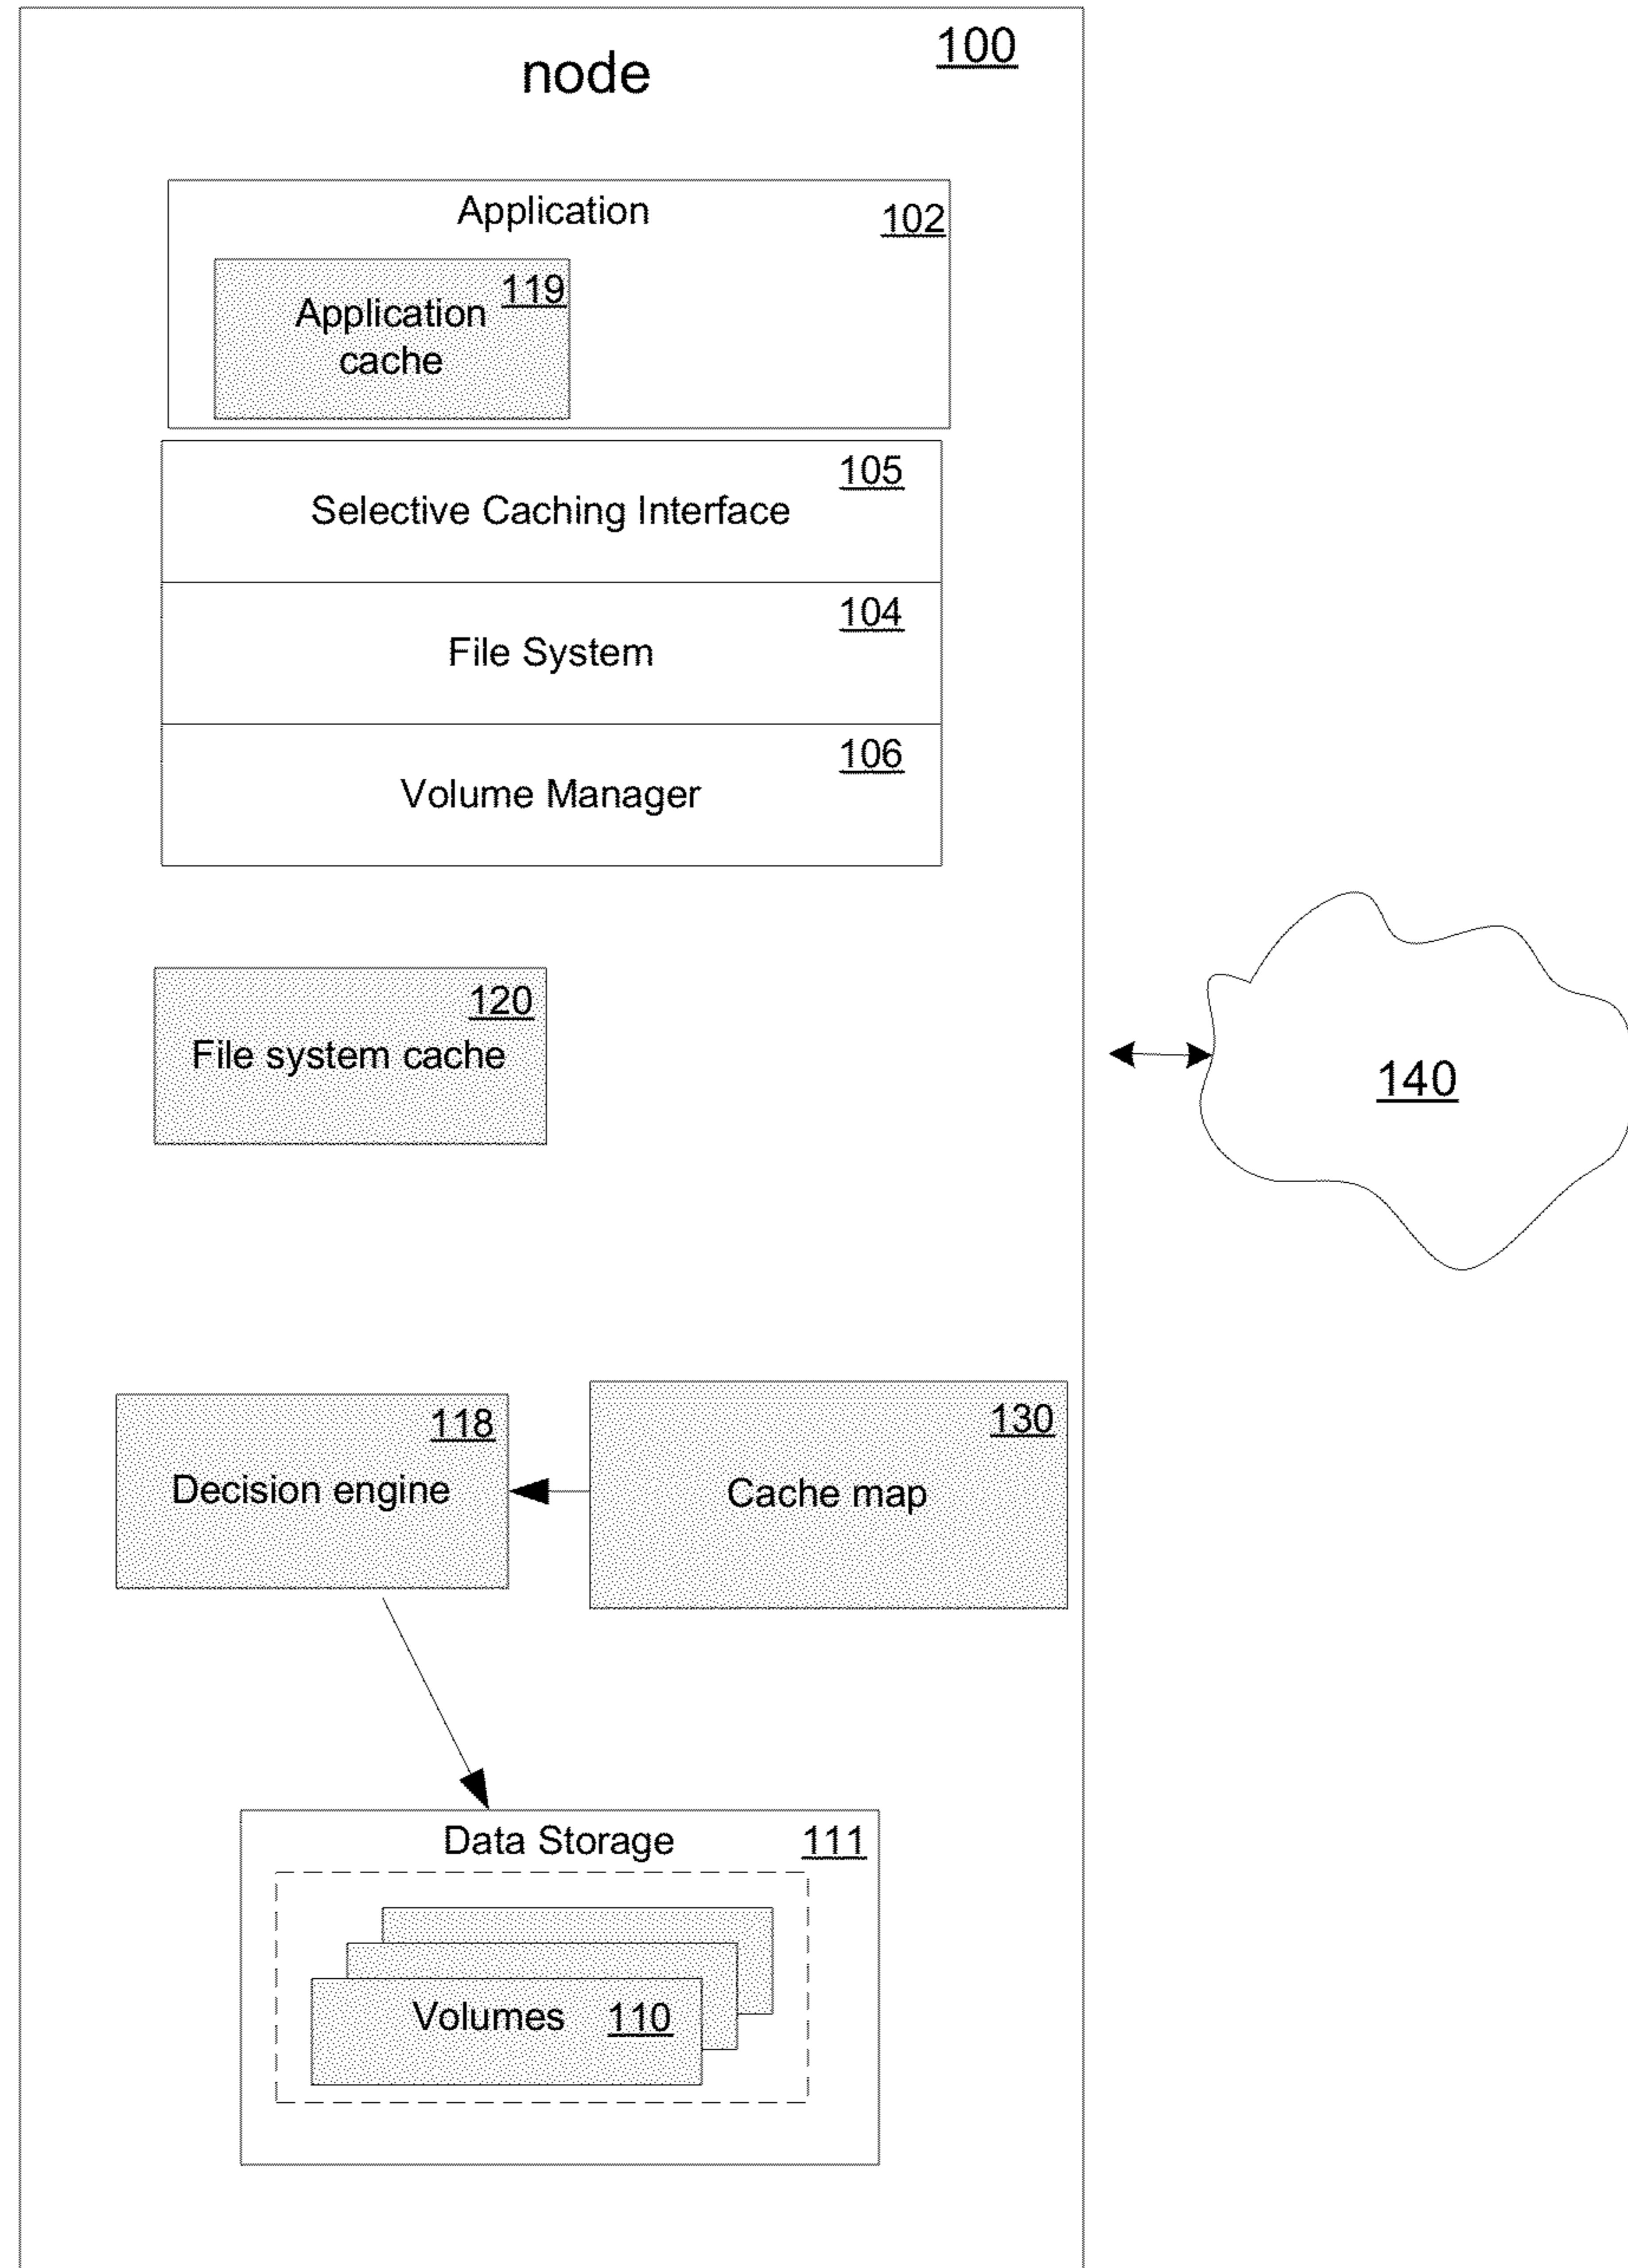 node
100
Application
102
119
Application
cache
105
Selective Caching Interface
104
File System
106
Volume Manager
120
File system cache
140
118
Decision engine
130
Cache map
Data Storage
111
Volumes 110